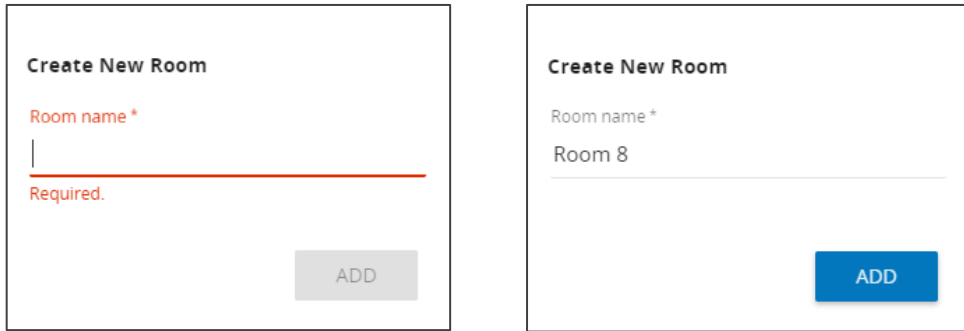 Create New Room
Room name *
Required.
ADD
Create New Room
Room name *
Room 8
ADD